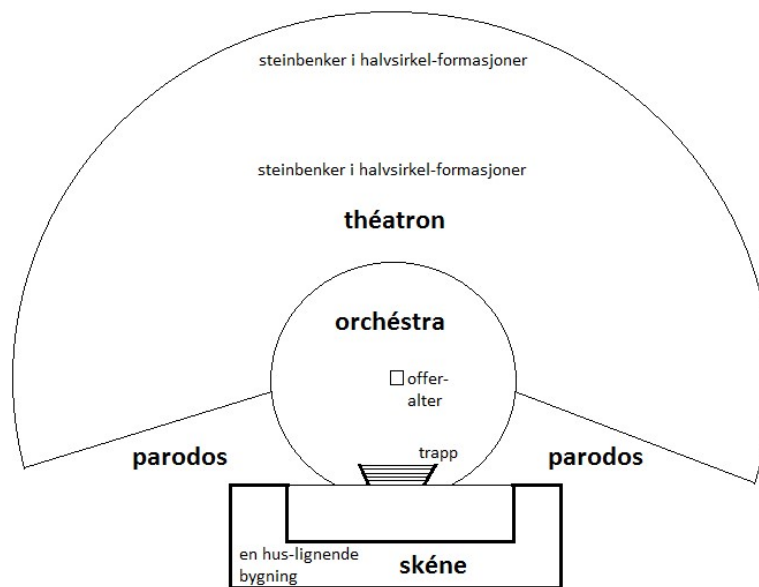 steinbenker i halvsirkel-formasjoner
steinbenker i halvsirkel-formasjoner
théatron
orchéstra
offer-
alter
trapp
parodos
parodos
en hus-lignende
bygning
skéne